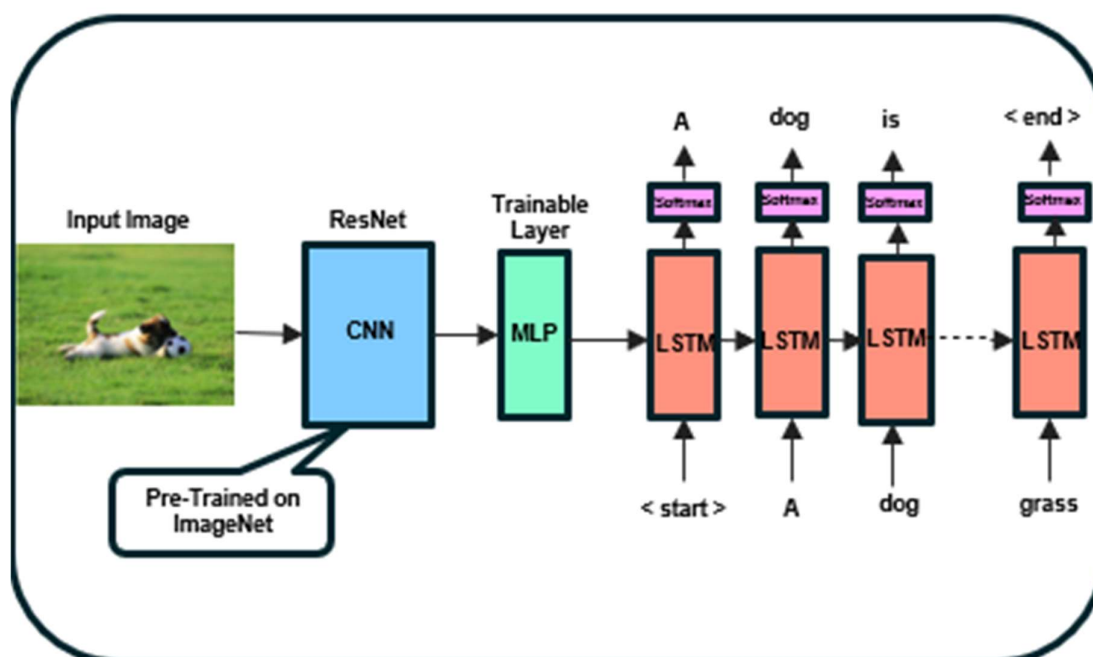 A
dog
is
< end >
Softmax
Softmax
Softmax
Softmax
Input Image
ResNet
Trainable
Layer
CNN
MLP
LSTM
LSTM
LSTM
LSTM
Pre-Trained on
ImageNet
< start >
A
dog
grass